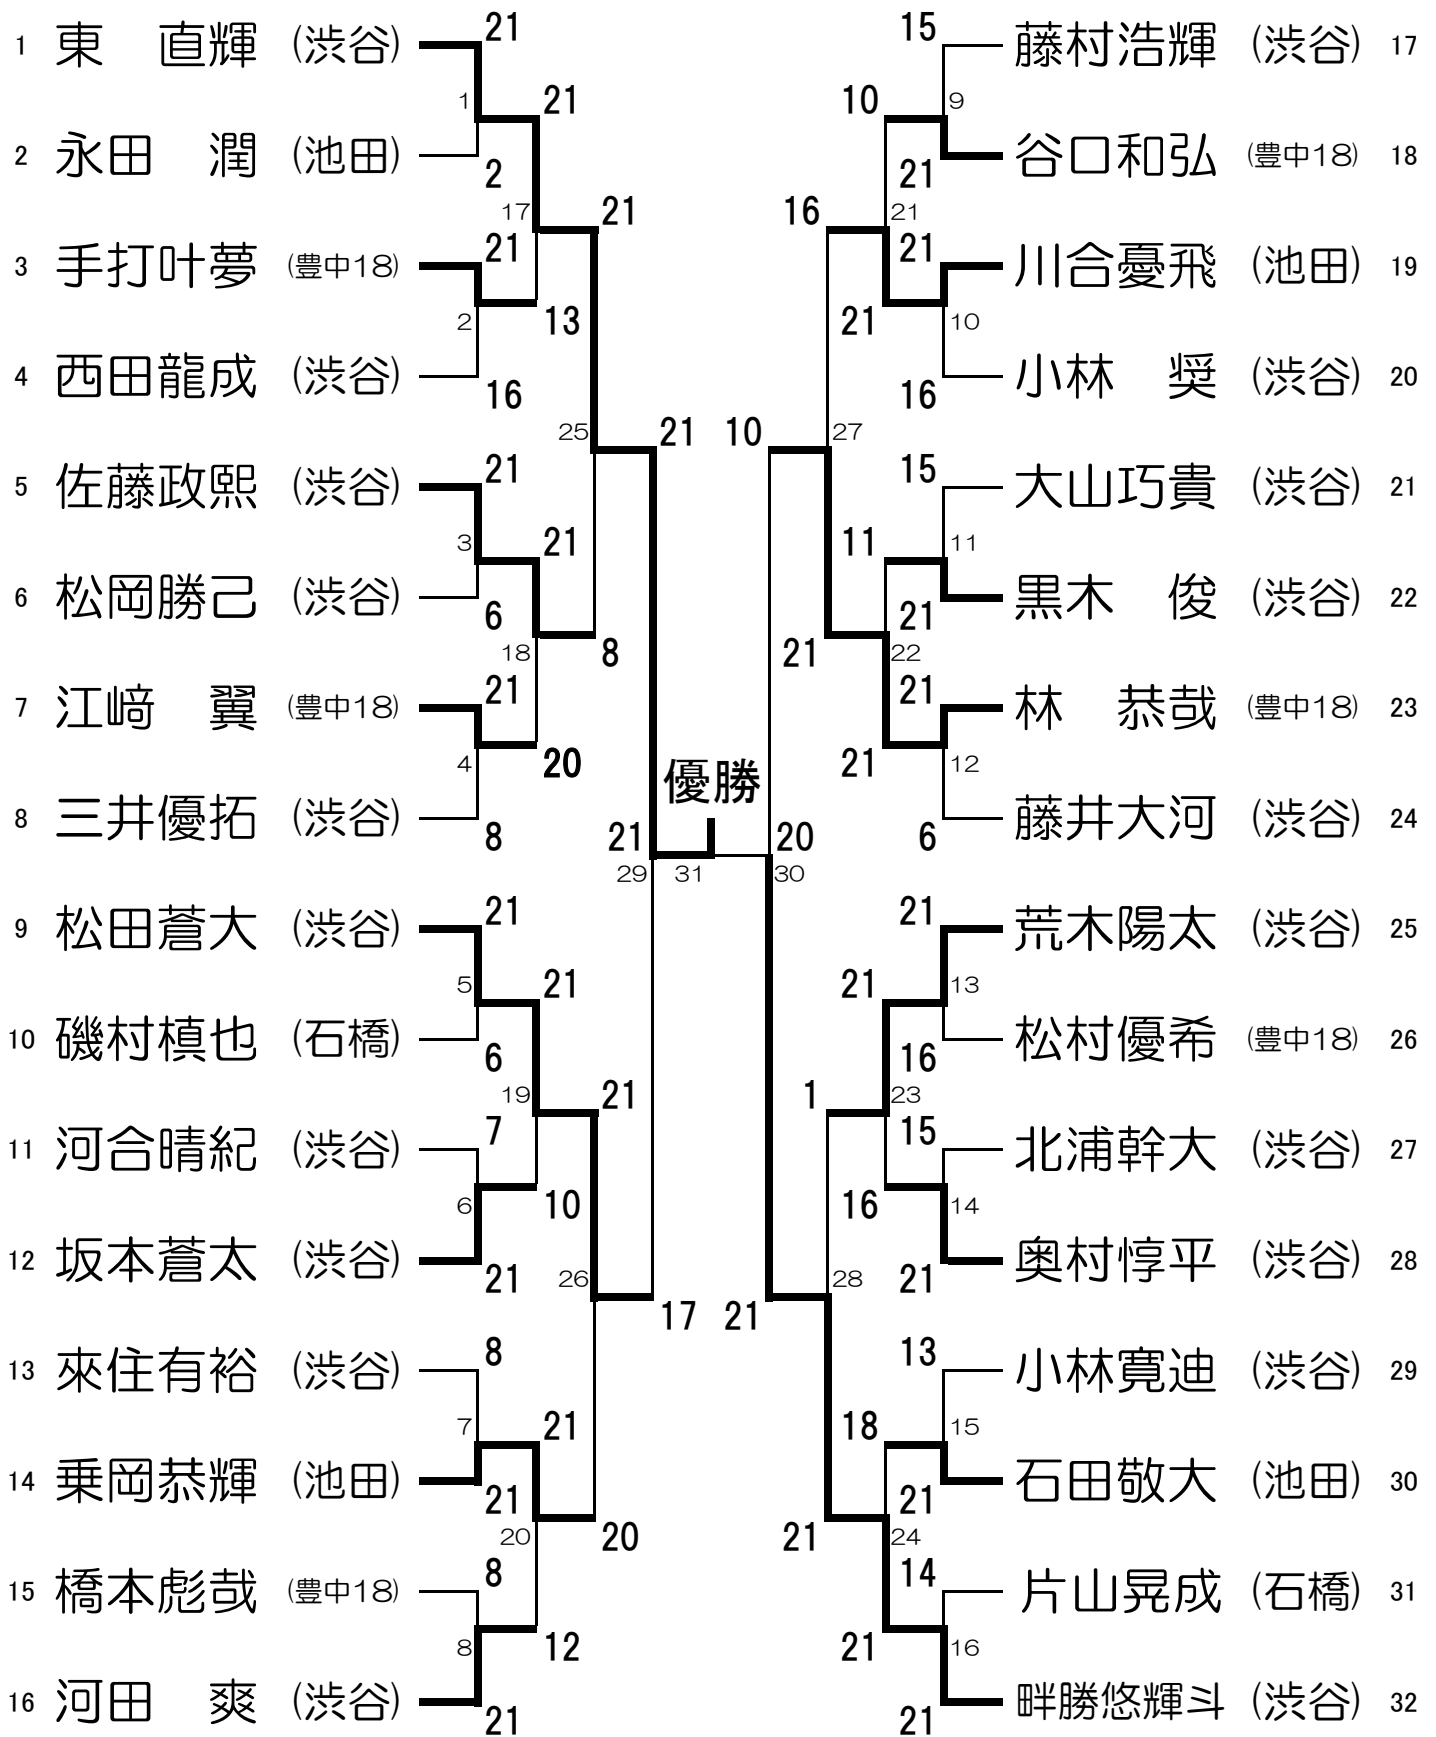 1 東 直輝 (渋谷) 21
2 永田 潤 (池田) 2
1
21
3 手打叶夢 (豊中18) 21
4 西田龍成 (渋谷) 16
2
13
17
21
5 佐藤政熙 (渋谷) 21
6 松岡勝己 (渋谷) 6
3
21
7 江﨑 翼 (豊中18) 21
8 三井優拓 (渋谷) 8
4
20
18
8
25
21
9 松田蒼大 (渋谷) 21
10 磯村槙也 (石橋) 6
5
21
11 河合晴紀 (渋谷) 7
12 坂本蒼太 (渋谷) 21
6
10
19
21
13 來住有裕 (渋谷) 8
14 乗岡恭輝 (池田) 21
7
21
15 橋本彪哉 (豊中18) 8
16 河田 爽 (渋谷) 21
8
12
20
20
26
17
29
21
優勝
31
20
30
15 藤村浩輝 (渋谷) 17
21 谷口和弘 (豊中18) 18
9
10
21 川合憂飛 (池田) 19
16 小林 奨 (渋谷) 20
10
21
21
16
15 大山巧貴 (渋谷) 21
21 黒木 俊 (渋谷) 22
11
11
21 林 恭哉 (豊中18) 23
6 藤井大河 (渋谷) 24
12
21
22
21
27
10
21 荒木陽太 (渋谷) 25
16 松村優希 (豊中18) 26
13
21
15 北浦幹大 (渋谷) 27
21 奥村惇平 (渋谷) 28
14
16
23
1
13 小林寛迪 (渋谷) 29
21 石田敬大 (池田) 30
15
18
14 片山晃成 (石橋) 31
21 畔勝悠輝斗 (渋谷) 32
16
21
24
21
28
21